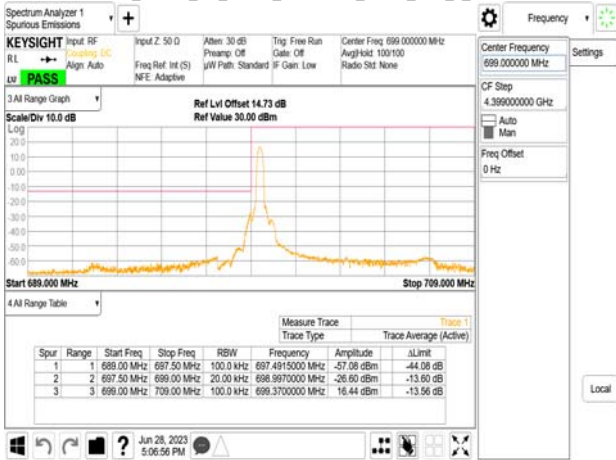 Spectrum Analyzer 1
Spurious Emissions
Frequency
KEYSIGHT
RL
LW PASS
Input: RF
Coupling: DC
Align: Auto
Input Z: 50 Ω
Freq Ref: Int (S)
NFE: Adaptive
Atten: 30 dB
Preamp: Off
µW Path: Standard
Trig: Free Run
Gate: Off
IF Gain: Low
Center Freq: 699.000000 MHz
Avg|Hold: 100/100
Radio Std: None
Center Frequency
699.000000 MHz
Settings
CF Step
4.399000000 GHz
Auto
Man
Freq Offset
0 Hz
Local
3 All Range Graph
Scale/Div 10.0 dB
Ref Lvl Offset 14.73 dB
Ref Value 30.00 dBm
Log
20.0
10.0
0.00
-10.0
-20.0
-30.0
-40.0
-50.0
-60.0
Start 689.000 MHz
Stop 709.000 MHz
4 All Range Table
Measure Trace Trace 1
Trace Type Trace Average (Active)
Spur Range Start Freq Stop Freq RBW Frequency Amplitude ΔLimit
1 1 689.00 MHz 697.50 MHz 100.0 kHz 697.4915000 MHz -57.08 dBm -44.08 dB
2 2 697.50 MHz 699.00 MHz 20.00 kHz 698.9970000 MHz -26.60 dBm -13.60 dB
3 3 699.00 MHz 709.00 MHz 100.0 kHz 699.3700000 MHz 16.44 dBm -13.56 dB
?
Jun 28, 2023
5:06:56 PM